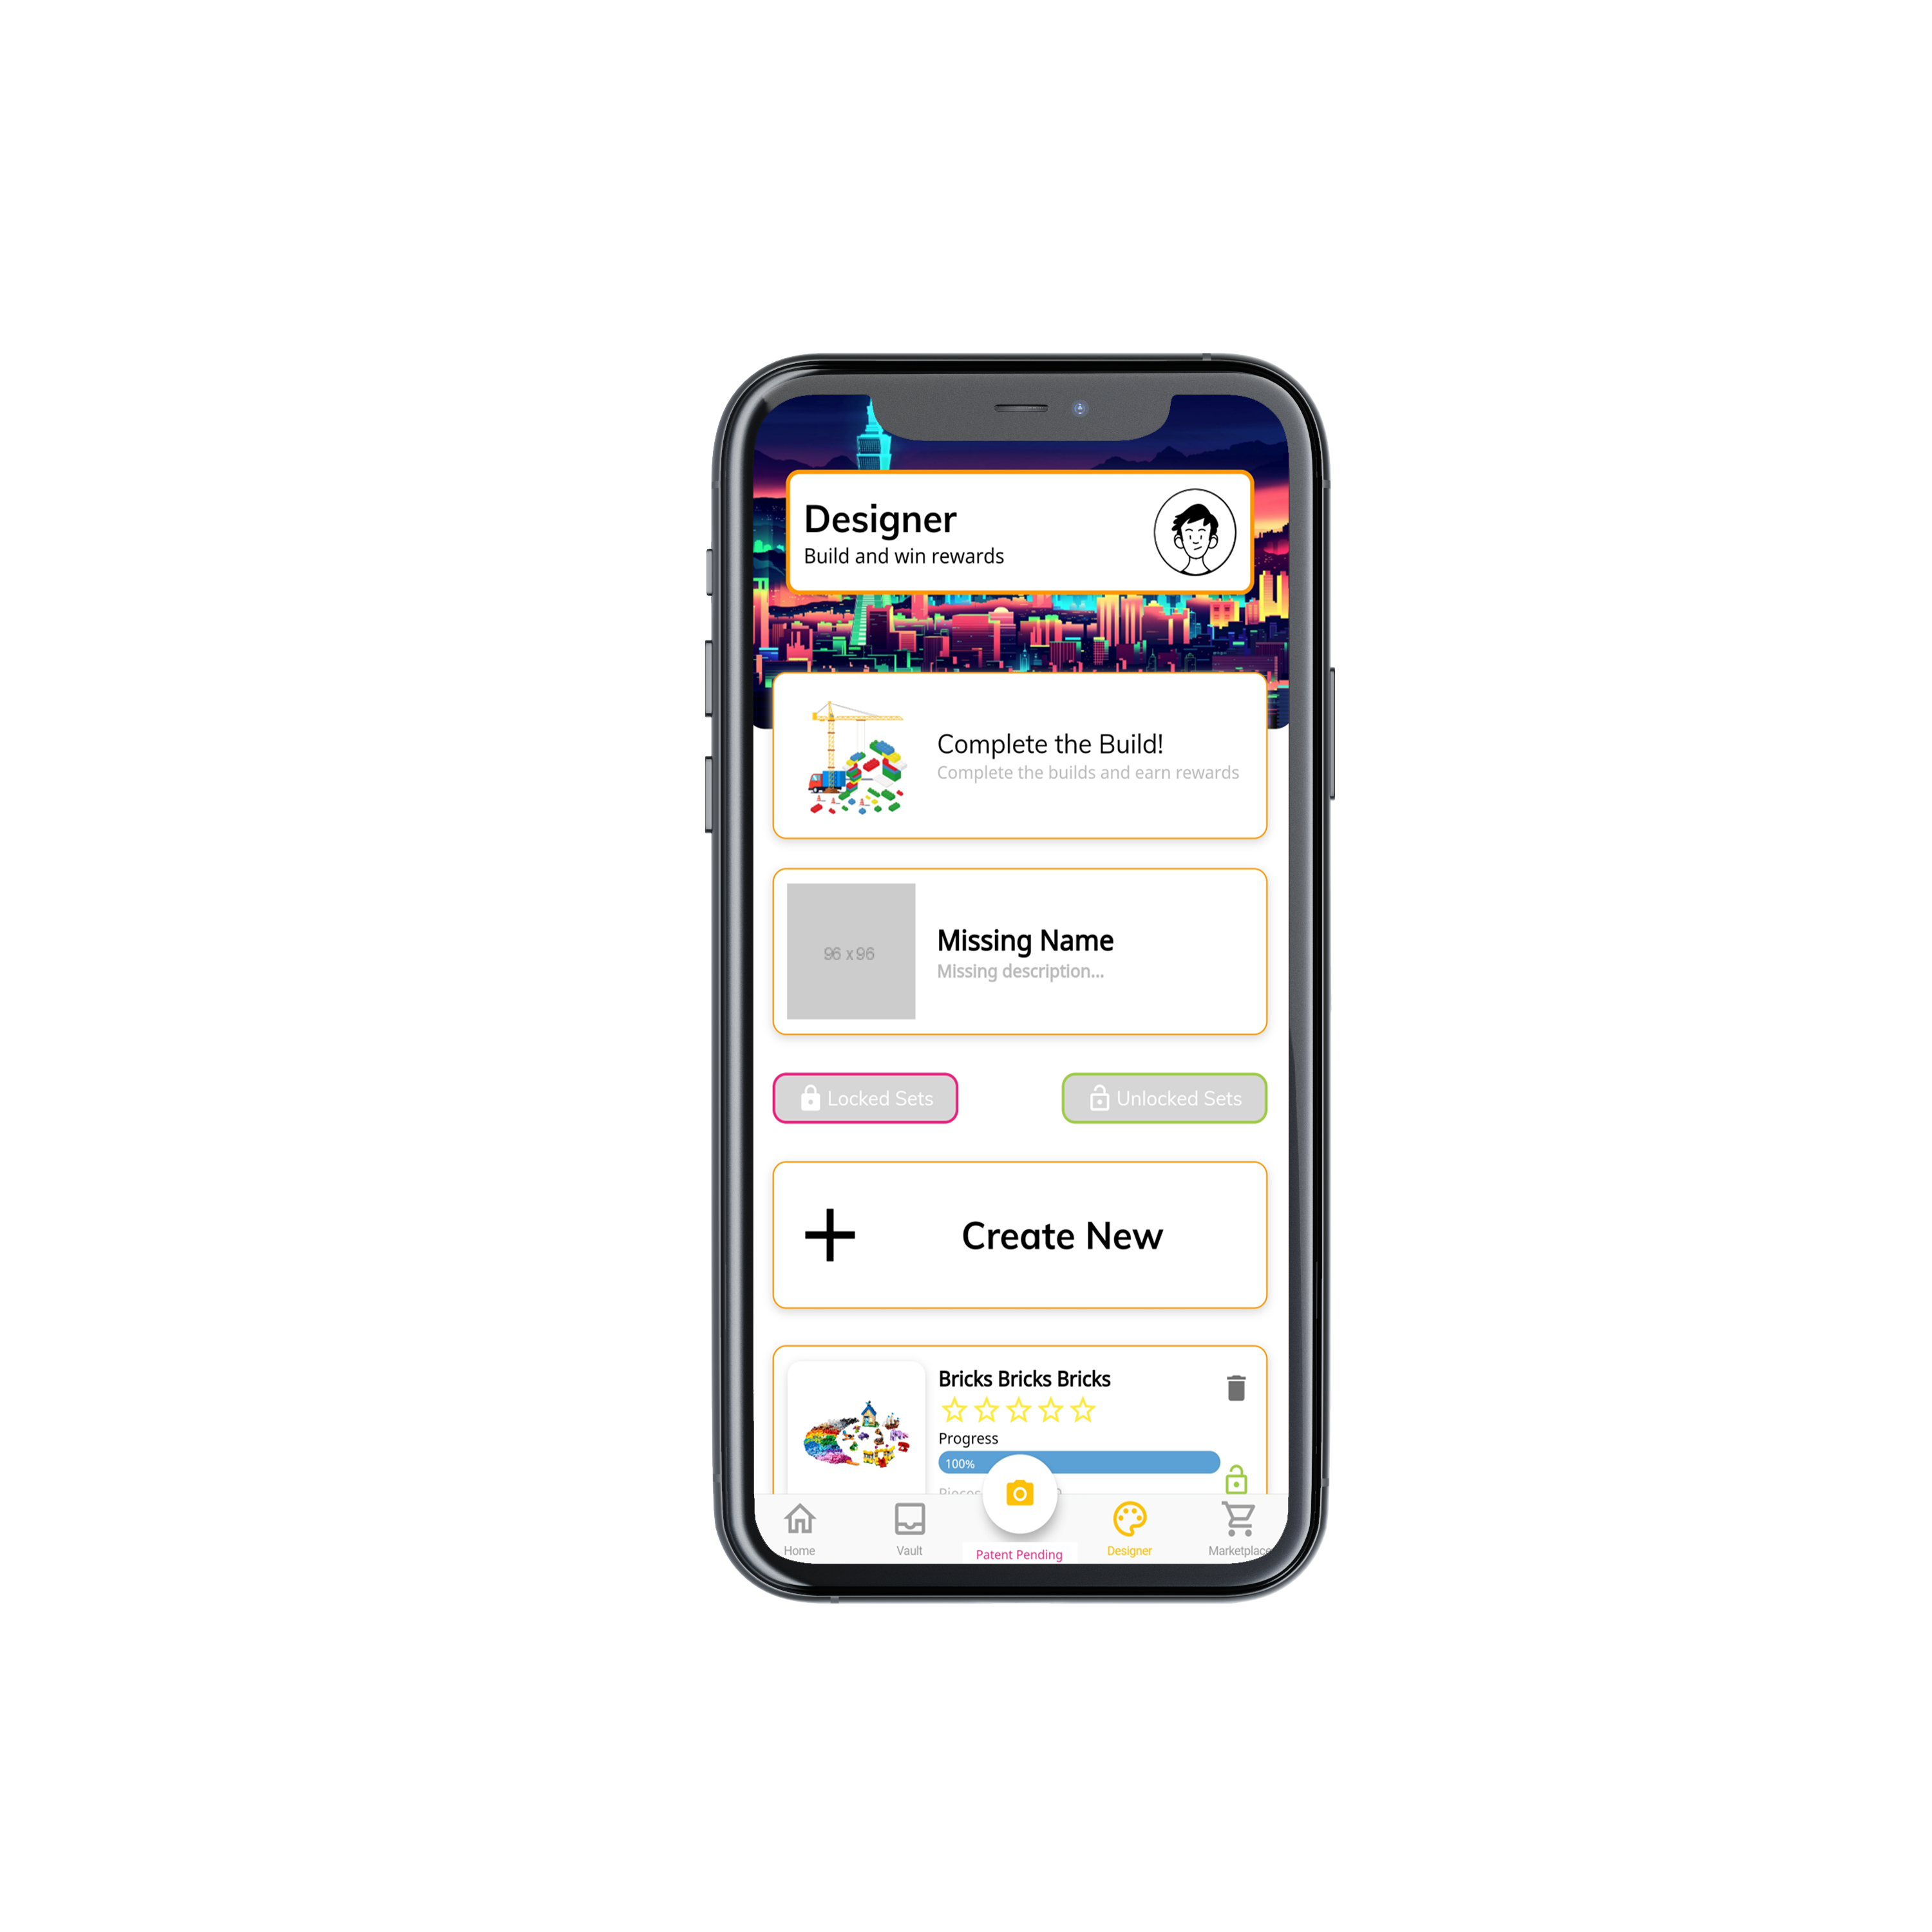 Designer
Build and win rewards
Complete the Build!
Complete the builds and earn rewards
96 x 96
Missing Name
Missing description...
Locked Sets
Unlocked Sets
Create New
Bricks Bricks Bricks
Progress
100%
Home
Vault
Patent Pending
Designer
Marketplace